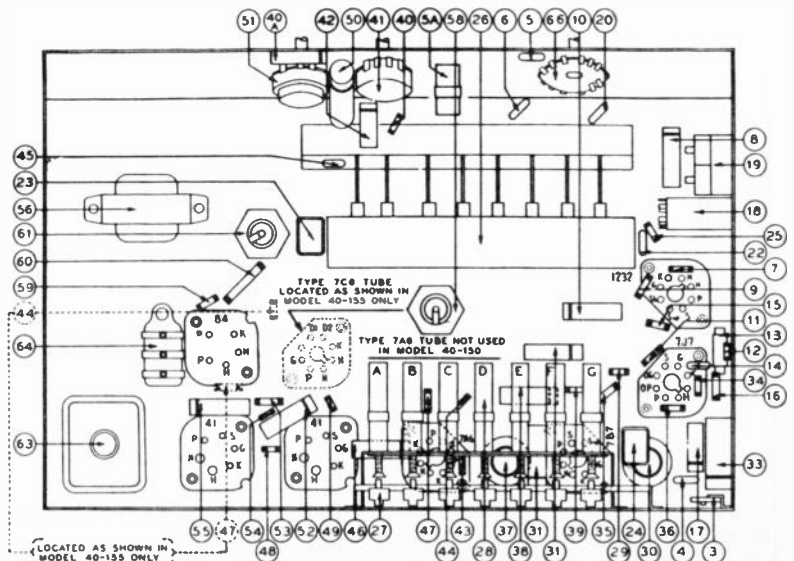 51 40A 42 50 41 40 5A 58 26 6 5 66 10 20
8
19
18
25
22
7
9
15
11
13
12
14
34
16
33
45
23
56
61
60
59
44
64
63
1232
TYPE 7C6 TUBE
LOCATED AS SHOWN IN
MODEL 40-155 ONLY
TYPE 7A6 TUBE NOT USED
IN MODEL 40-150
84
P K H H
D1 D2
G K P H
7J7
A B C D E F G
41
P S G K H H
41
P S G K H
7B7
55 47 54 48 53 52 49 46 27 47 44 43 28 37 38 31 31 39 35 29 24 30 36 4 17 3
LOCATED AS SHOWN IN
MODEL 40-155 ONLY